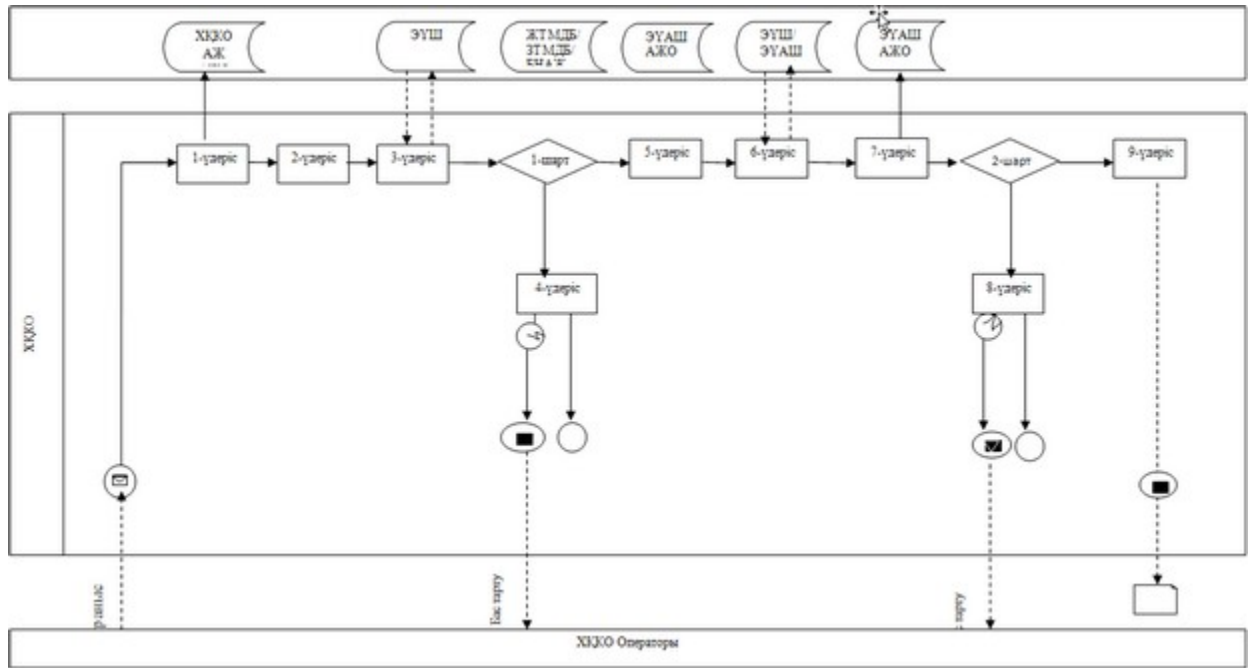 ХҚКО
АЖ
ЭҮШ
ЖТМДБ/
ЗТМДБ/
БНАЖ
ЭҮАШ
АЖО
ЭҮШ/
ЭҮАШ
ЭҮАШ
АЖО
1-үдеріс
2-үдеріс
3-үдеріс
1-шарт
5-үдеріс
6-үдеріс
7-үдеріс
2-шарт
9-үдеріс
4-үдеріс
8-үдеріс
ХҚКО
Бас тарту
тарту
ХҚКО Операторы